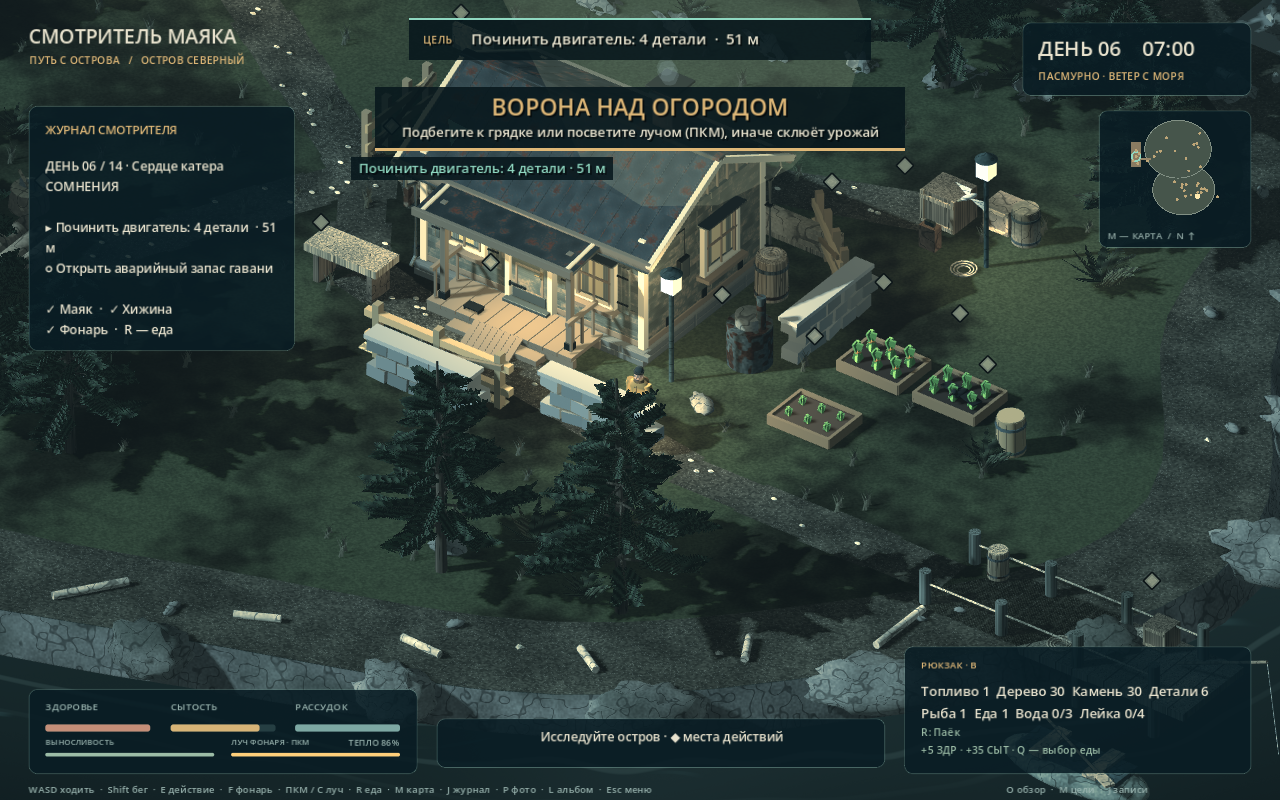 СМОТРИТЕЛЬ МАЯКА
ПУТЬ С ОСТРОВА / ОСТРОВ СЕВЕРНЫЙ
ЦЕЛЬ Починить двигатель: 4 детали · 51 м
ДЕНЬ 06 07:00
ПАСМУРНО · ВЕТЕР С МОРЯ
ВОРОНА НАД ОГОРОДОМ
Подбегите к грядке или посветите лучом (ПКМ), иначе склюёт урожай
Починить двигатель: 4 детали · 51 м
ЖУРНАЛ СМОТРИТЕЛЯ
ДЕНЬ 06 / 14 · Сердце катера
СОМНЕНИЯ
▸ Починить двигатель: 4 детали · 51
м
○ Открыть аварийный запас гавани
✓ Маяк · ✓ Хижина
✓ Фонарь · R — еда
M — КАРТА / N ↑
ЗДОРОВЬЕ СЫТОСТЬ РАССУДОК
ВЫНОСЛИВОСТЬ ЛУЧ ФОНАРЯ · ПКМ ТЕПЛО 86%
Исследуйте остров · ◆ места действий
РЮКЗАК · B
Топливо 1 Дерево 30 Камень 30 Детали 6
Рыба 1 Еда 1 Вода 0/3 Лейка 0/4
R: Паёк
+5 ЗДР · +35 СЫТ · Q — выбор еды
WASD ходить · Shift бег · E действие · F фонарь · ПКМ / C луч · R еда · M карта · J журнал · P фото · L альбом · Esc меню
O обзор · M цели · J записи